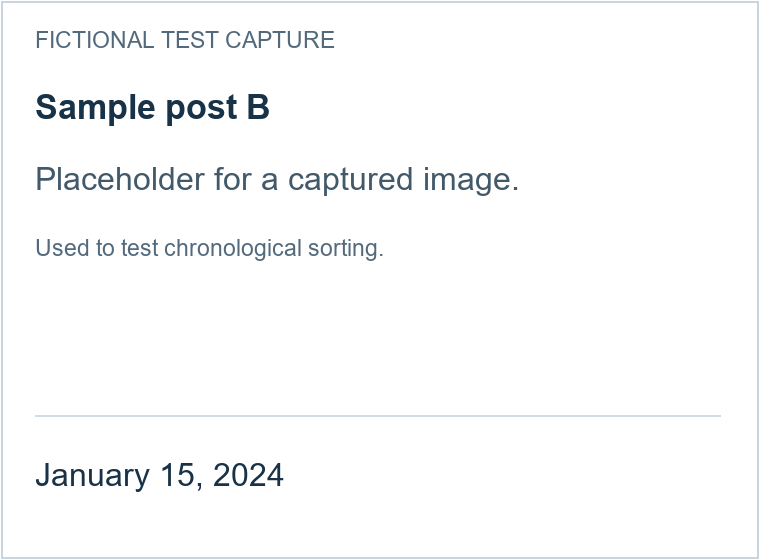 FICTIONAL TEST CAPTURE
Sample post B
Placeholder for a captured image.
Used to test chronological sorting.
January 15, 2024